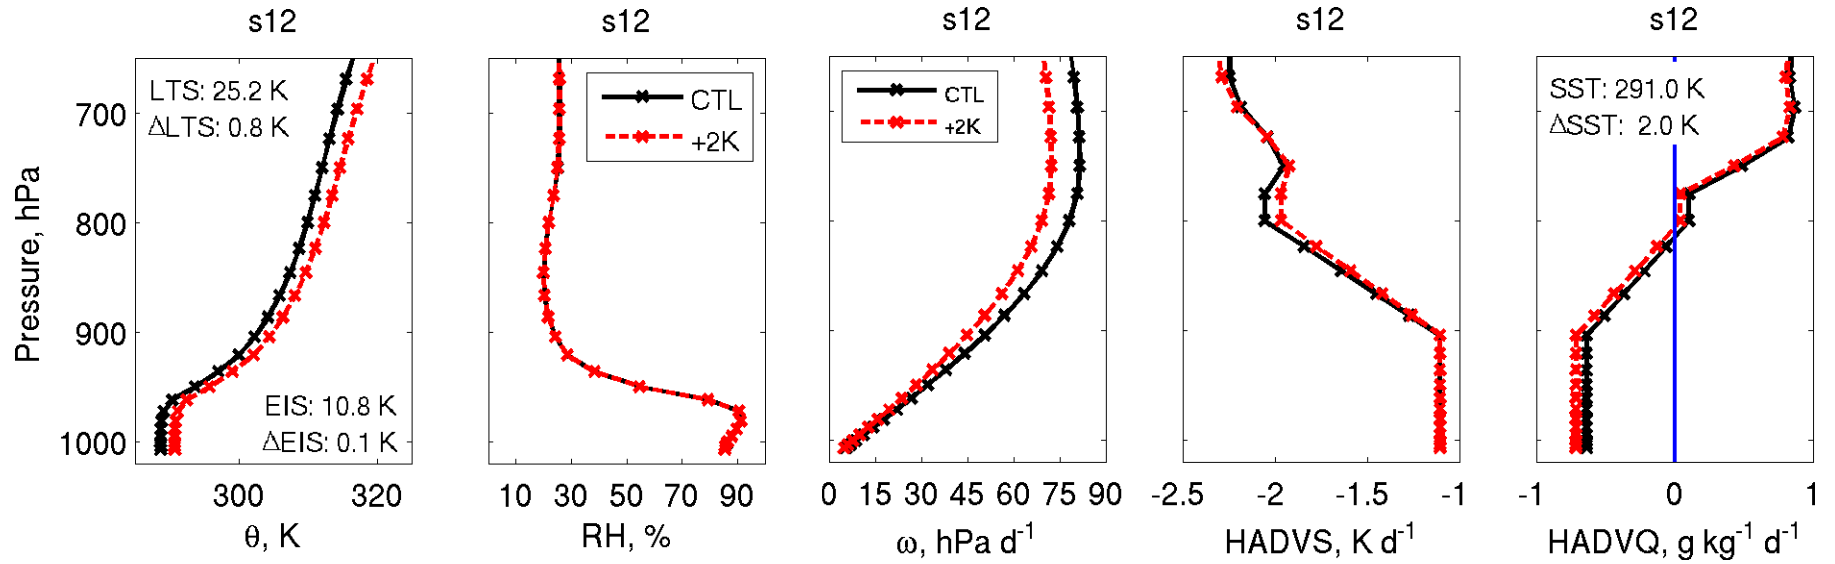 s12
s12
s12
s12
s12
LTS: 25.2 K
ΔLTS: 0.8 K
EIS: 10.8 K
ΔEIS: 0.1 K
CTL
+2K
CTL
+2K
SST: 291.0 K
ΔSST: 2.0 K
Pressure, hPa
700
800
900
1000
300 320
θ, K
10 30 50 70 90
RH, %
0 15 30 45 60 75 90
ω, hPa d-1
-2.5 -2 -1.5 -1
HADVS, K d-1
-1 0 1
HADVQ, g kg-1 d-1